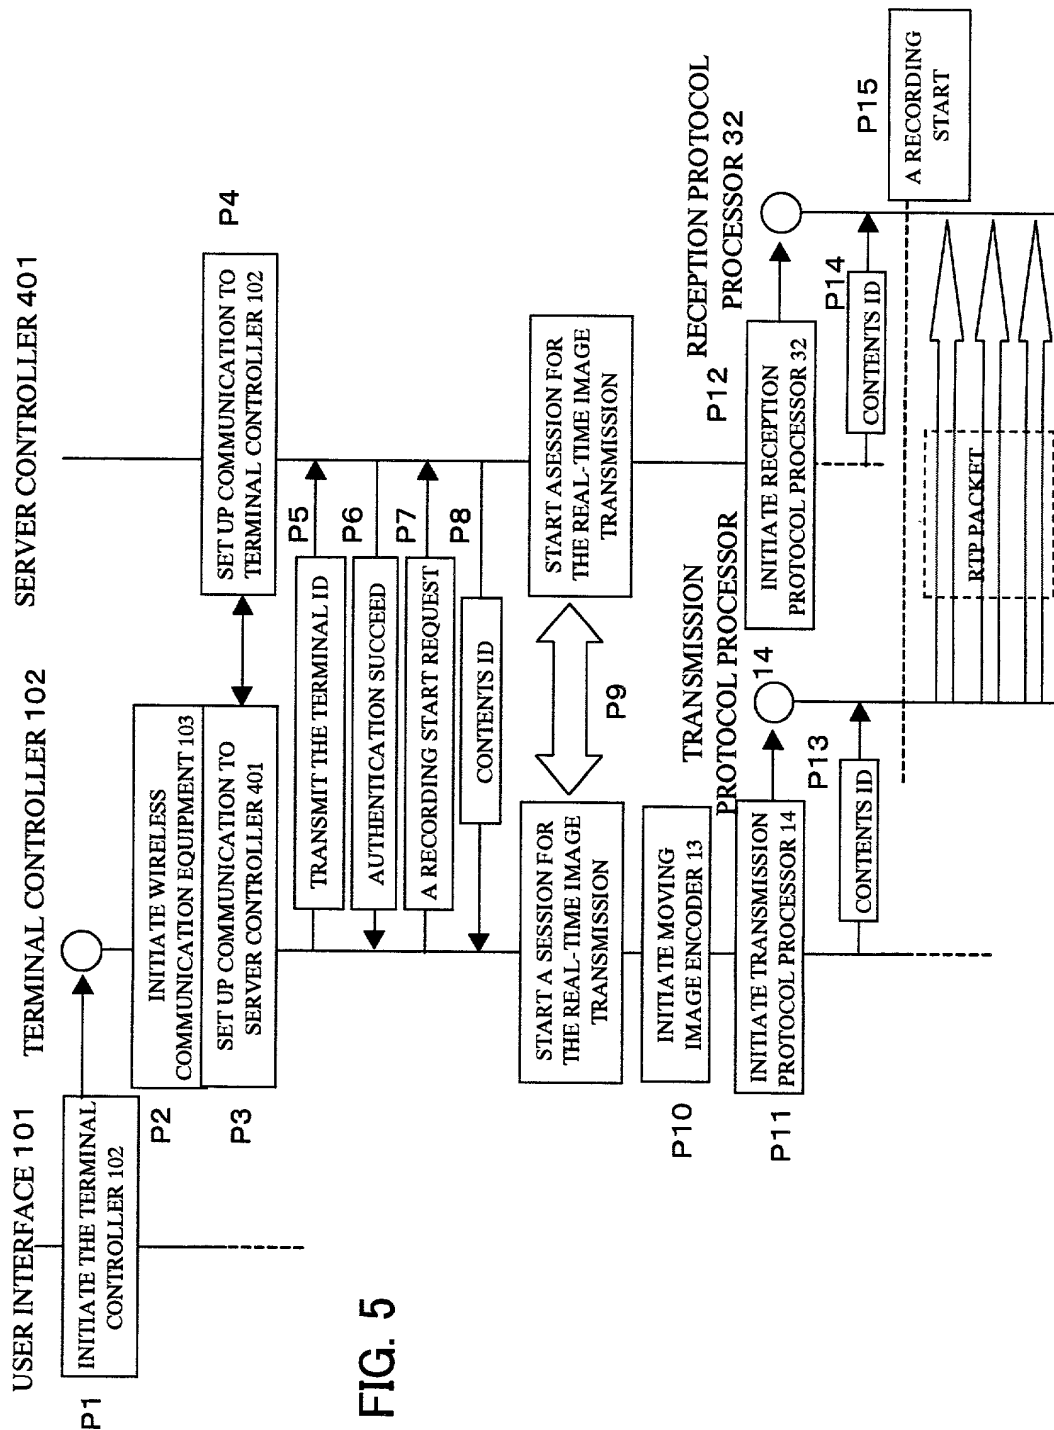 USER INTERFACE 101
TERMINAL CONTROLLER 102
SERVER CONTROLLER 401
P1
INITIATE THE TERMINAL
CONTROLLER 102
P2
INITIATE WIRELESS
COMMUNICATION EQUIPMENT 103
P3
SET UP COMMUNICATION TO
SERVER CONTROLLER 401
P4
SET UP COMMUNICATION TO
TERMINAL CONTROLLER 102
P5
TRANSMIT THE TERMINAL ID
P6
AUTHENTICATION SUCCEED
P7
A RECORDING START REQUEST
P8
CONTENTS ID
START A SESSION FOR
THE REAL-TIME IMAGE
TRANSMISSION
P9
START ASESSION FOR
THE REAL-TIME IMAGE
TRANSMISSION
P10
INITIATE MOVING
IMAGE ENCODER 13
TRANSMISSION
PROTOCOL PROCESSOR
14
P11
INITIATE TRANSMISSION
PROTOCOL PROCESSOR 14
RECEPTION PROTOCOL
PROCESSOR 32
P12
INITIATE RECEPTION
PROTOCOL PROCESSOR 32
P13
CONTENTS ID
P14
CONTENTS ID
P15
A RECORDING
START
RTP PACKET
FIG. 5